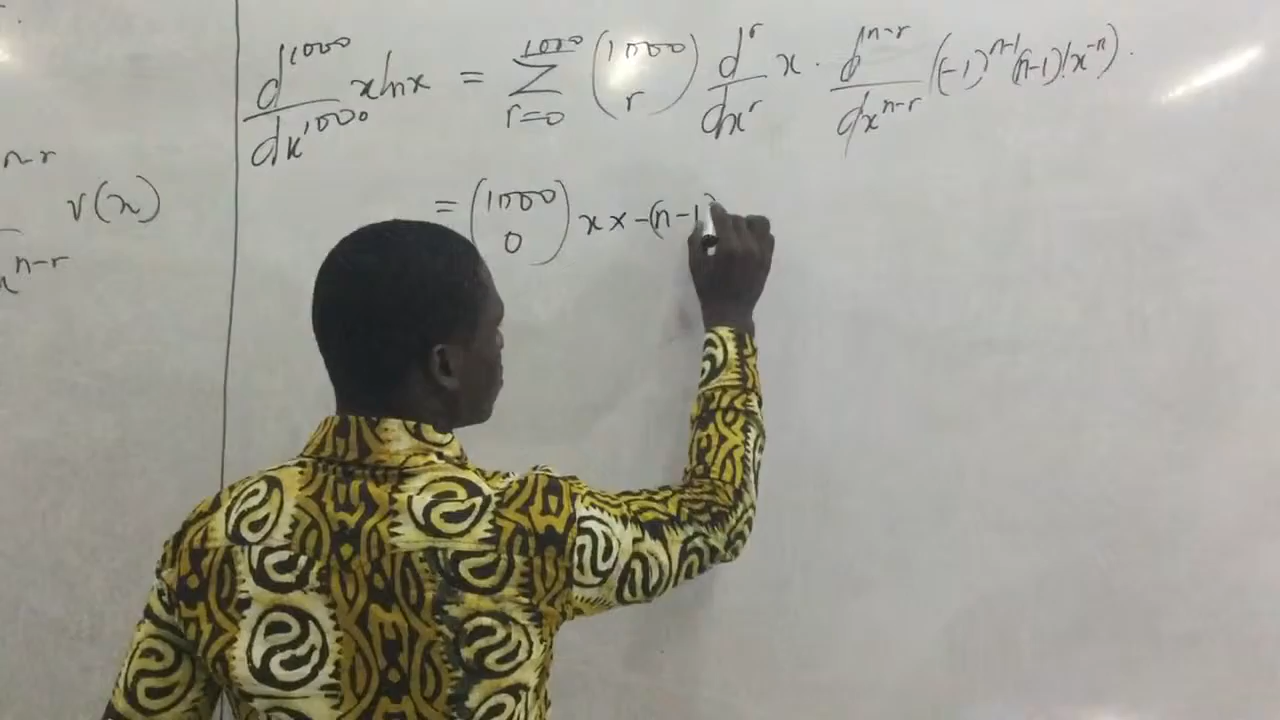 d^1000/dx^1000 x ln x = Σ_{r=0}^{1000} (1000 r) d^r/dx^r x · d^{n-r}/dx^{n-r} (-1)^{n-1}(n-1)! x^{-n}).
n-r
v(x)
x^{n-r}
= (1000 0) x × -(n-1)